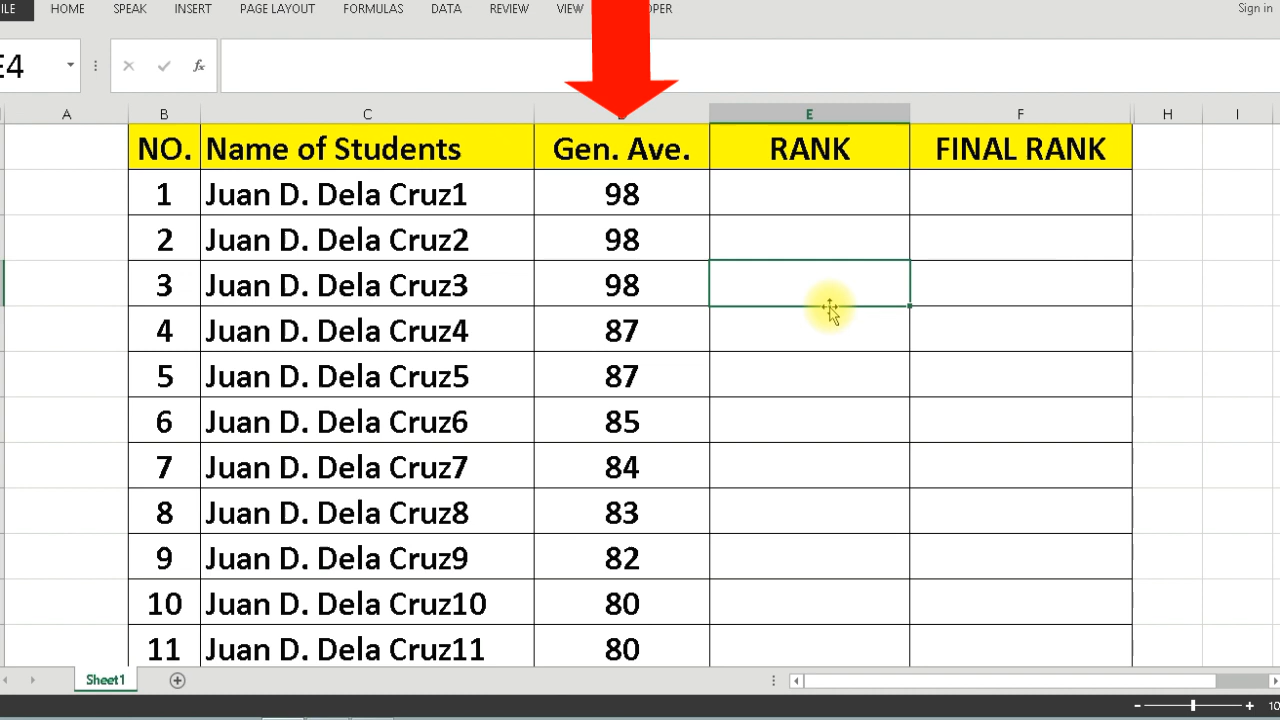 ILE HOME SPEAK INSERT PAGE LAYOUT FORMULAS DATA REVIEW VIEW OPER Sign in
E4 fx
A B C E F H I
NO. Name of Students Gen. Ave. RANK FINAL RANK
1 Juan D. Dela Cruz1 98
2 Juan D. Dela Cruz2 98
3 Juan D. Dela Cruz3 98
4 Juan D. Dela Cruz4 87
5 Juan D. Dela Cruz5 87
6 Juan D. Dela Cruz6 85
7 Juan D. Dela Cruz7 84
8 Juan D. Dela Cruz8 83
9 Juan D. Dela Cruz9 82
10 Juan D. Dela Cruz10 80
11 Juan D. Dela Cruz11 80
Sheet1
10